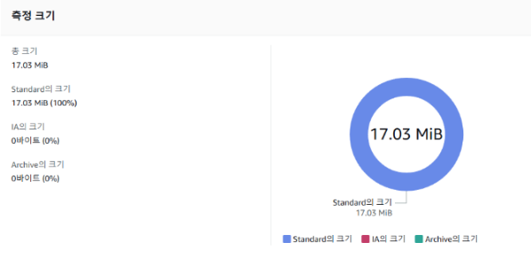 측정 크기
총 크기
17.03 MiB
Standard의 크기
17.03 MiB (100%)
IA의 크기
0바이트 (0%)
Archive의 크기
0바이트 (0%)
17.03 MiB
Standard의 크기
17.03 MiB
Standard의 크기 IA의 크기 Archive의 크기